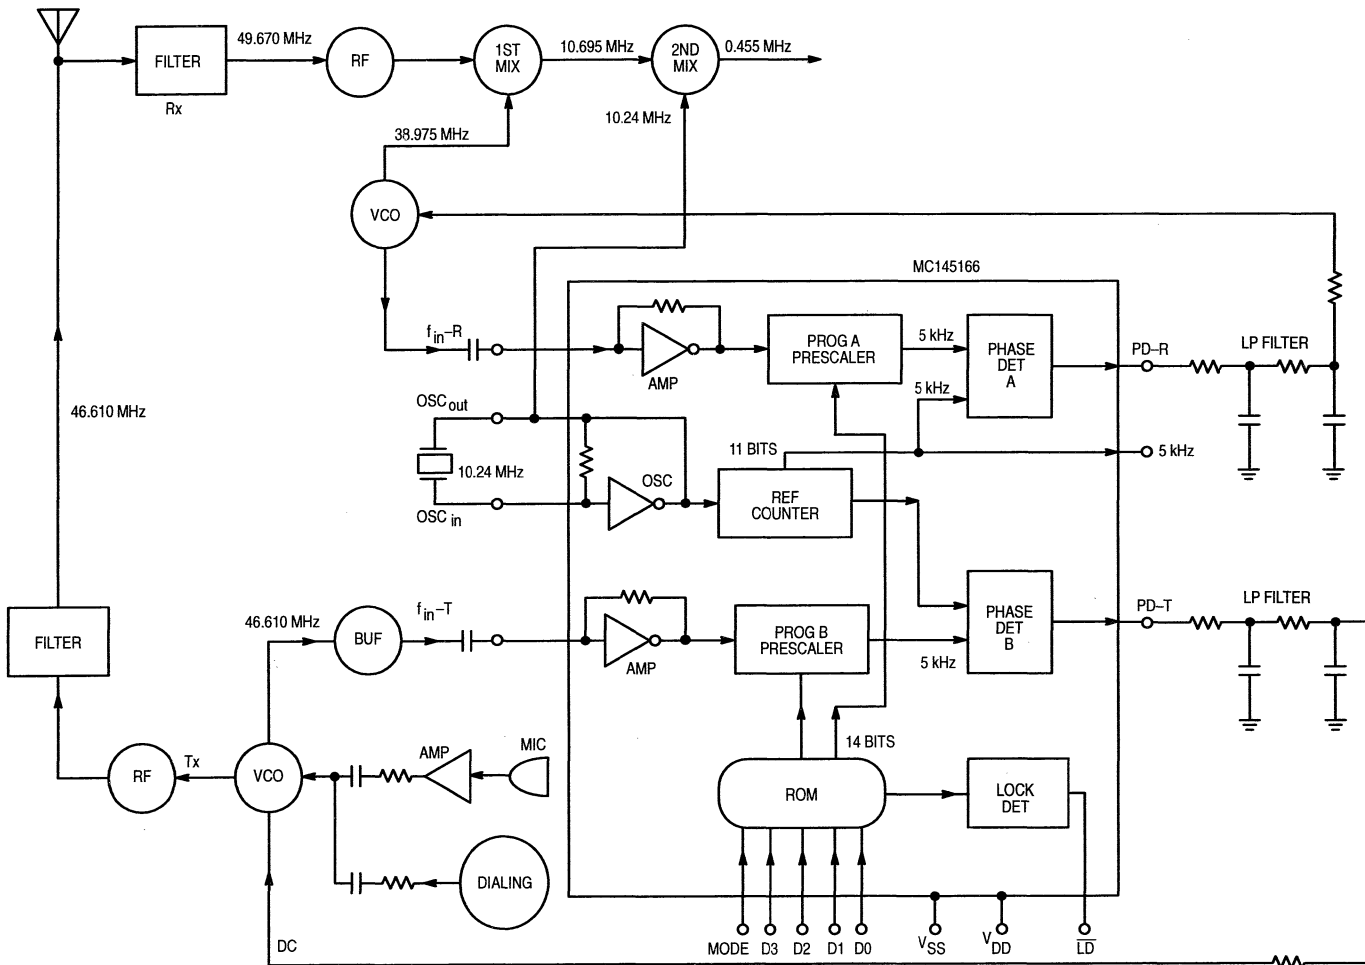 FILTER
Rx
49.670 MHz
RF
1ST
MIX
10.695 MHz
2ND
MIX
0.455 MHz
38.975 MHz
10.24 MHz
VCO
MC145166
fin–R
AMP
PROG A
PRESCALER
5 kHz
5 kHz
PHASE
DET
A
PD–R
LP FILTER
46.610 MHz
OSCout
10.24 MHz
OSC in
OSC
11 BITS
REF
COUNTER
5 kHz
FILTER
46.610 MHz
BUF
fin–T
AMP
PROG B
PRESCALER
5 kHz
PHASE
DET
B
PD–T
LP FILTER
RF
Tx
VCO
AMP
MIC
DIALING
DC
14 BITS
ROM
LOCK
DET
MODE D3 D2 D1 D0 VSS VDD LD